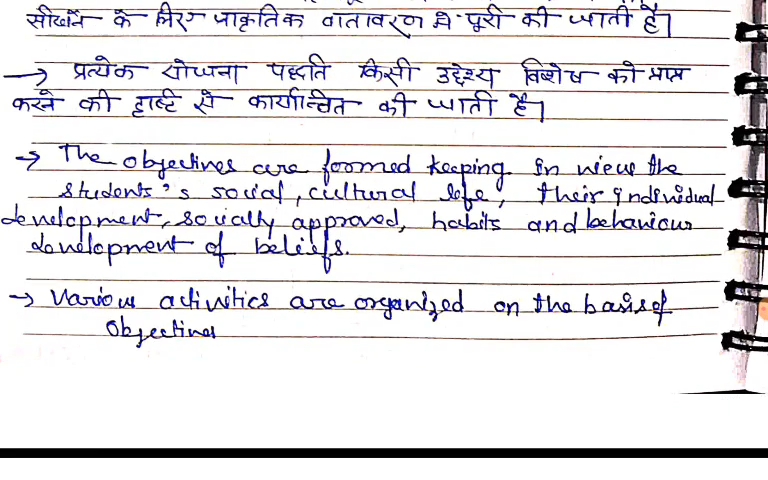 सीखने के लिए प्राकृतिक वातावरण में पूरी की जाती है।
→ प्रत्येक योजना पद्धति किसी उद्देश्य विशेष को प्राप्त
करने की दृष्टि से कार्यान्वित की जाती है।
→ The objectives are formed keeping in view the
students's social, cultural life, their individual
development, socially approved, habits and behaviour
development of beliefs.
→ Various activities are organized on the basis of
Objectives